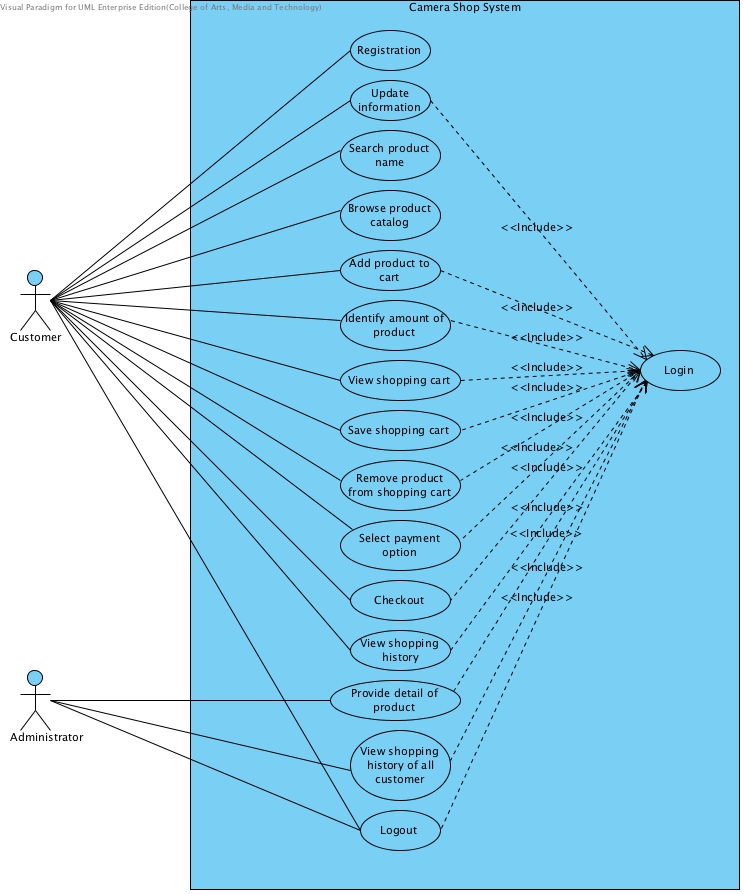 Visual Paradigm for UML Enterprise Edition(College of Arts, Media and Technology)
Camera Shop System
Registration
Update
information
Search product
name
Browse product
catalog
<<Include>>
Add product to
cart
Customer
<<Include>>
Identify amount of
product
<<Include>>
View shopping cart
<<Include>>
Login
<<Include>>
Save shopping cart
<<Include>>
<<Include>>
Remove product
from shopping cart
<<Include>>
<<Include>>
Select payment
option
<<Include>>
<<Include>>
Checkout
<<Include>>
View shopping
history
Provide detail of
product
Administrator
View shopping
history of all
customer
Logout